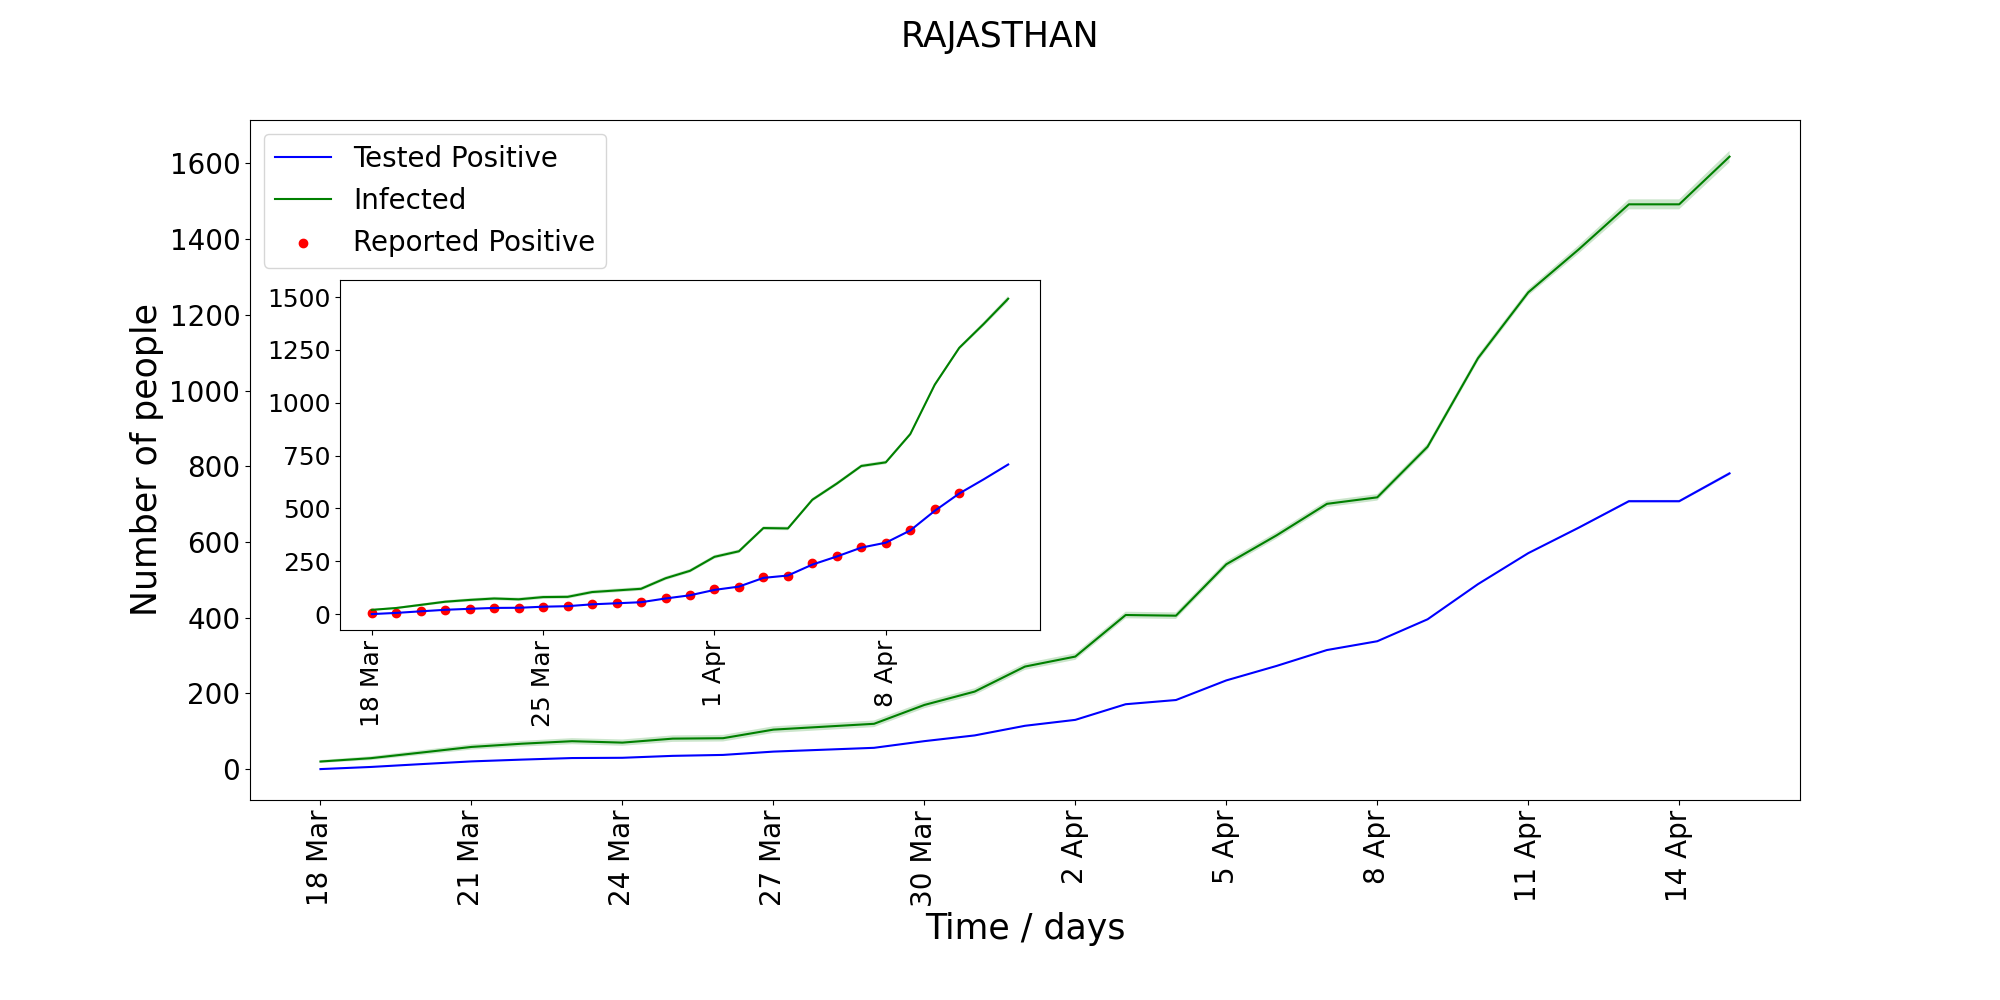 RAJASTHAN
Tested Positive
Infected
Reported Positive
Number of people
1600
1400
1200
1000
800
600
400
200
0
1500
1250
1000
750
500
250
0
18 Mar
25 Mar
1 Apr
8 Apr
18 Mar
21 Mar
24 Mar
27 Mar
30 Mar
2 Apr
5 Apr
8 Apr
11 Apr
14 Apr
Time / days